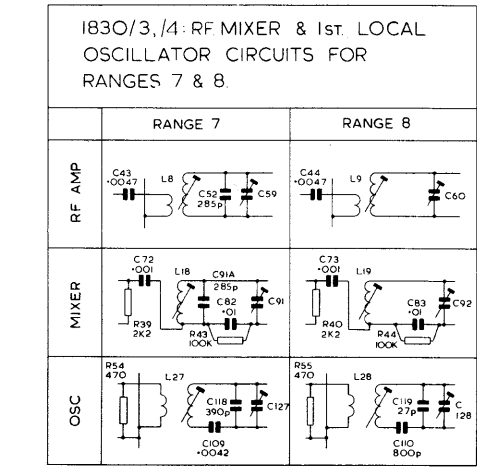 1830/3,/4: RF. MIXER & 1ST. LOCAL
OSCILLATOR CIRCUITS FOR
RANGES 7 & 8.
RANGE 7
RANGE 8
RF AMP
C43
·0047
L8
C52
285p
C59
C44
·0047
L9
C60
MIXER
C72
·001
L18
C91A
285p
C82
·01
C91
R39
2K2
R43
100K
C73
·001
L19
C83
·01
C92
R40
2K2
R44
100K
OSC
R54
470
L27
C118
390p
C127
C109
·0042
R55
470
L28
C119
27p
C
128
C110
800p